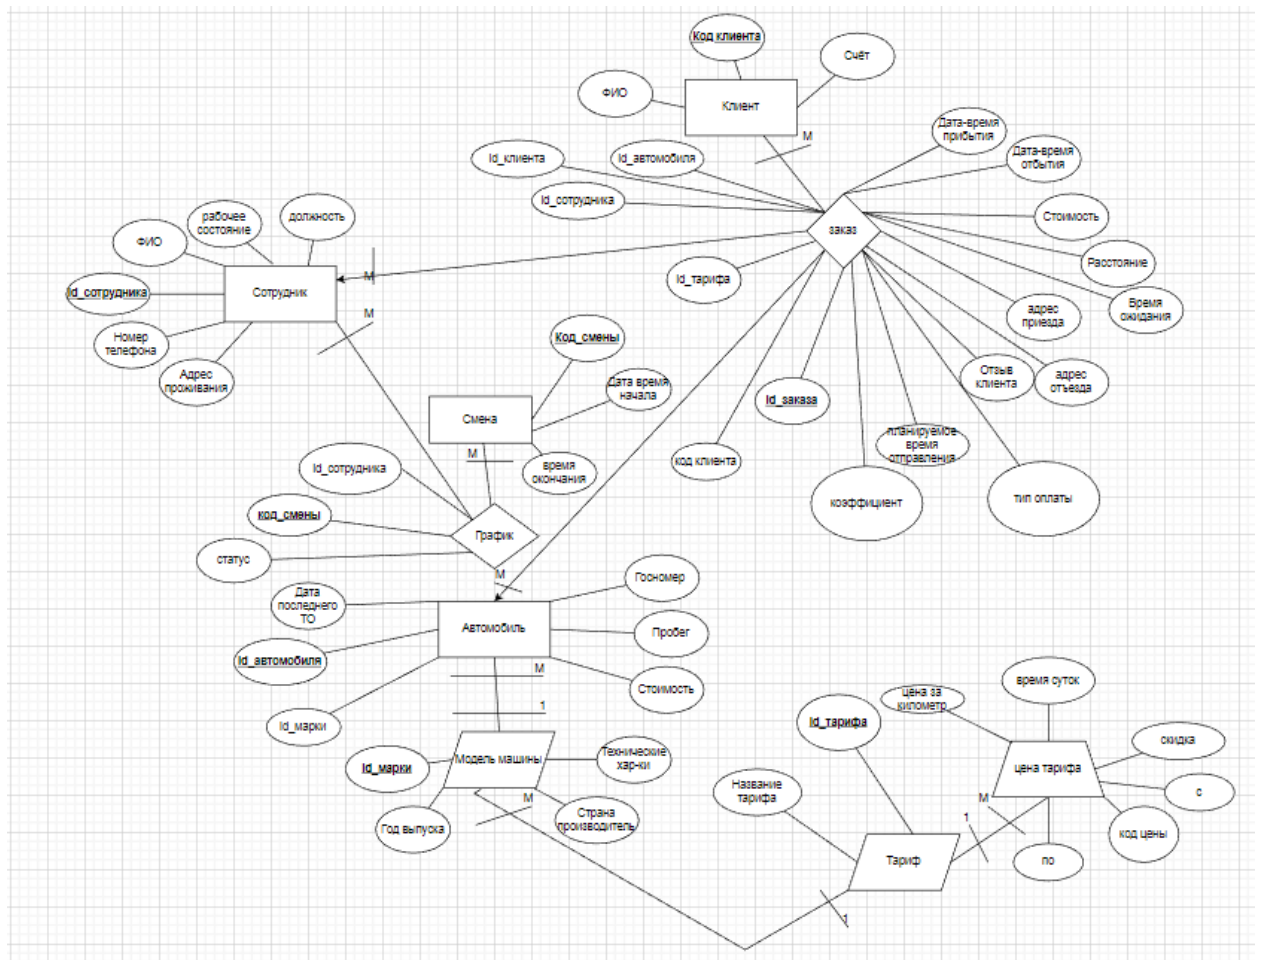 Код клиента
Счёт
ФИО
Клиент
М
Дата-время
прибытия
Id_клиента
Id_автомобиля
Дата-время
отбытия
Id_сотрудника
Стоимость
рабочее
состояние
должность
ФИО
заказ
Расстояние
Id_тарифа
М
Id_сотрудника
Сотрудник
Время
ожидания
М
адрес
приезда
Номер
телефона
Код_смены
Адрес
проживания
Дата время
начала
Отзыв
клиента
адрес
отъезда
Id_заказа
Смена
планируемое
время
отправления
М
код клиента
Id_сотрудника
время
окончания
коэффициент
тип оплаты
код_смены
График
статус
М
Дата
последнего
ТО
Гоономер
Автомобиль
Пробег
Id_автомобиля
М
Стоимость
время суток
цена за
километр
1
Id_марки
Id_тарифа
скидка
Модель машины
Технические
хар-ки
Id_марки
цена тарифа
Название
тарифа
с
М
М
Страна
производитель
1
Год выпуска
код цены
Тариф
по
1